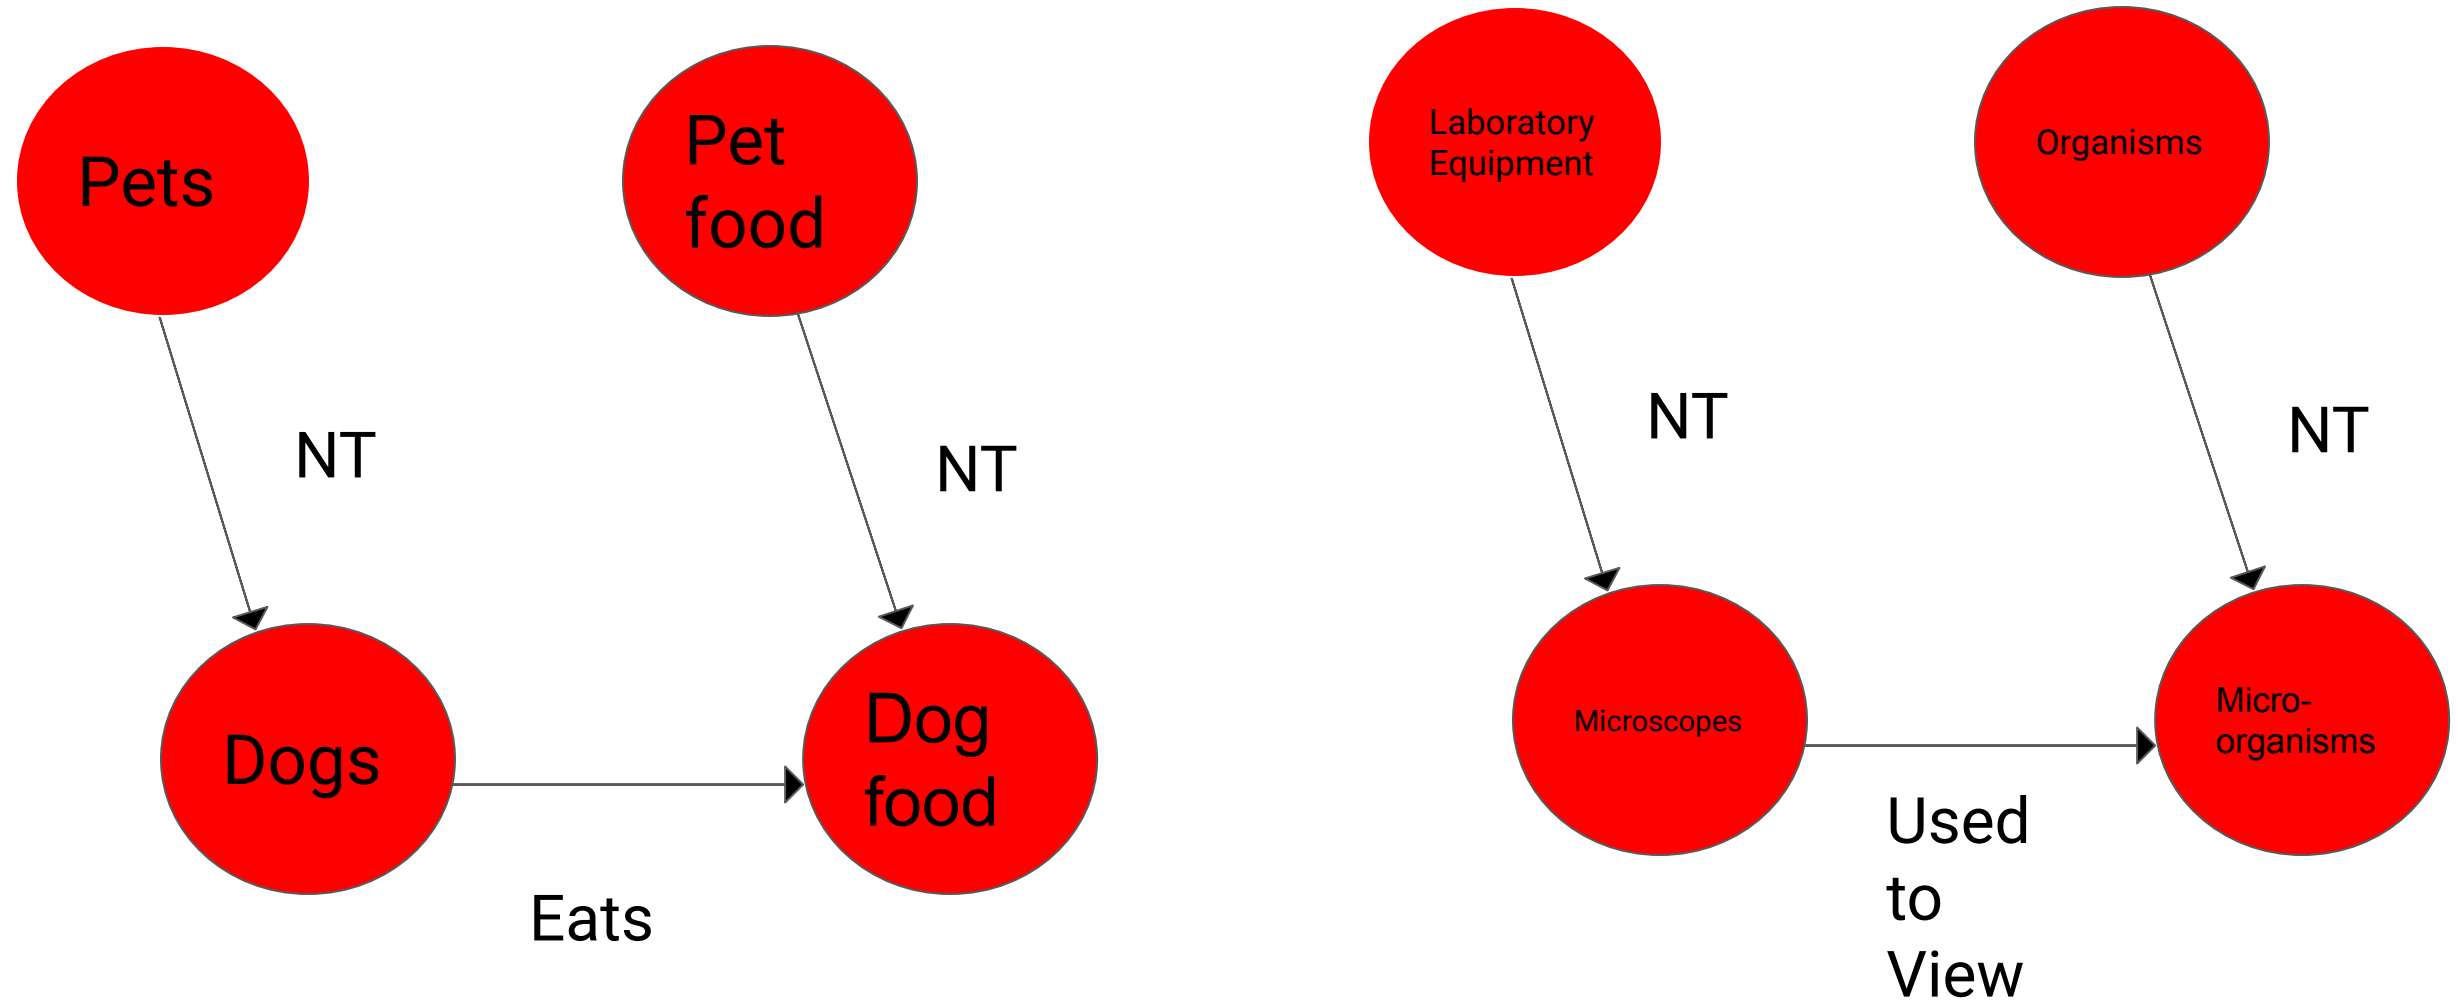 Pets
Pet
food
NT
NT
Dogs
Dog
food
Eats
Laboratory
Equipment
Organisms
NT
NT
Microscopes
Micro-
organisms
Used
to
View